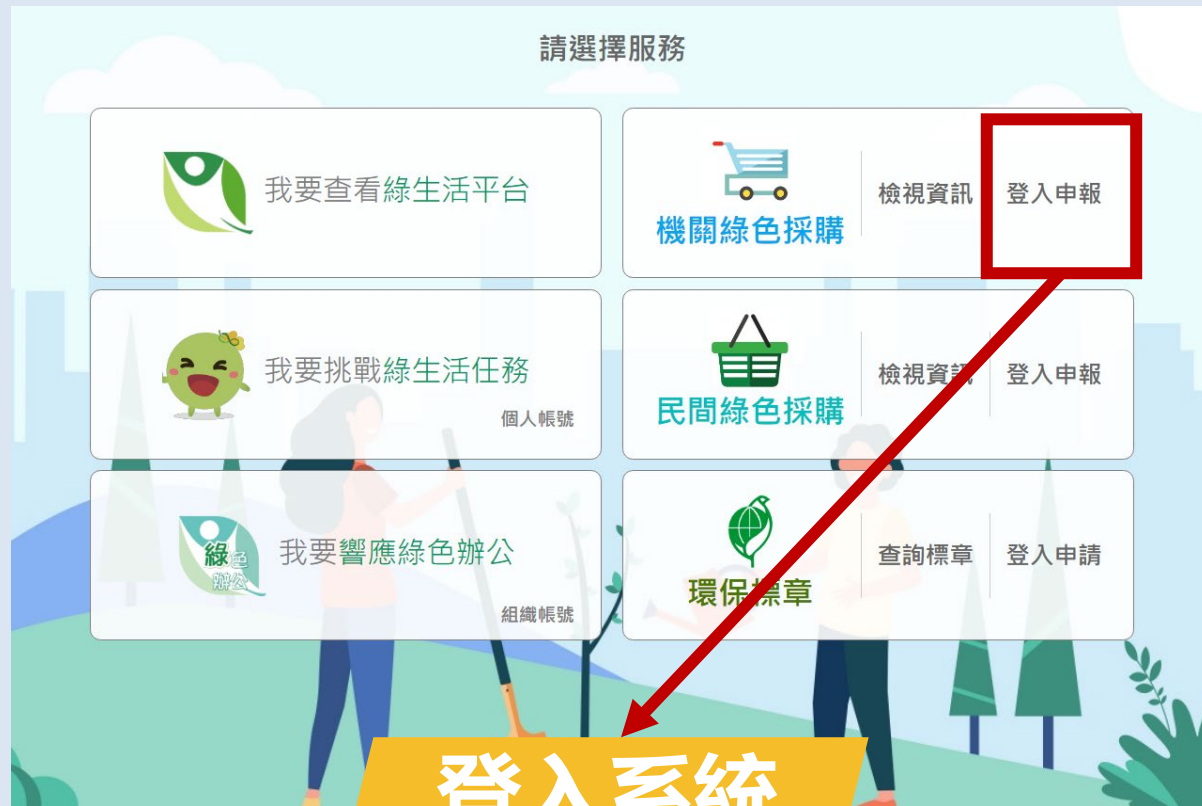 請選擇服務
我要查看綠生活平台
機關綠色採購
檢視資訊
登入申報
我要挑戰綠生活任務
個人帳號
民間綠色採購
檢視資訊
登入申報
綠色
辦公
我要響應綠色辦公
組織帳號
環保標章
查詢標章
登入申請
登入系統